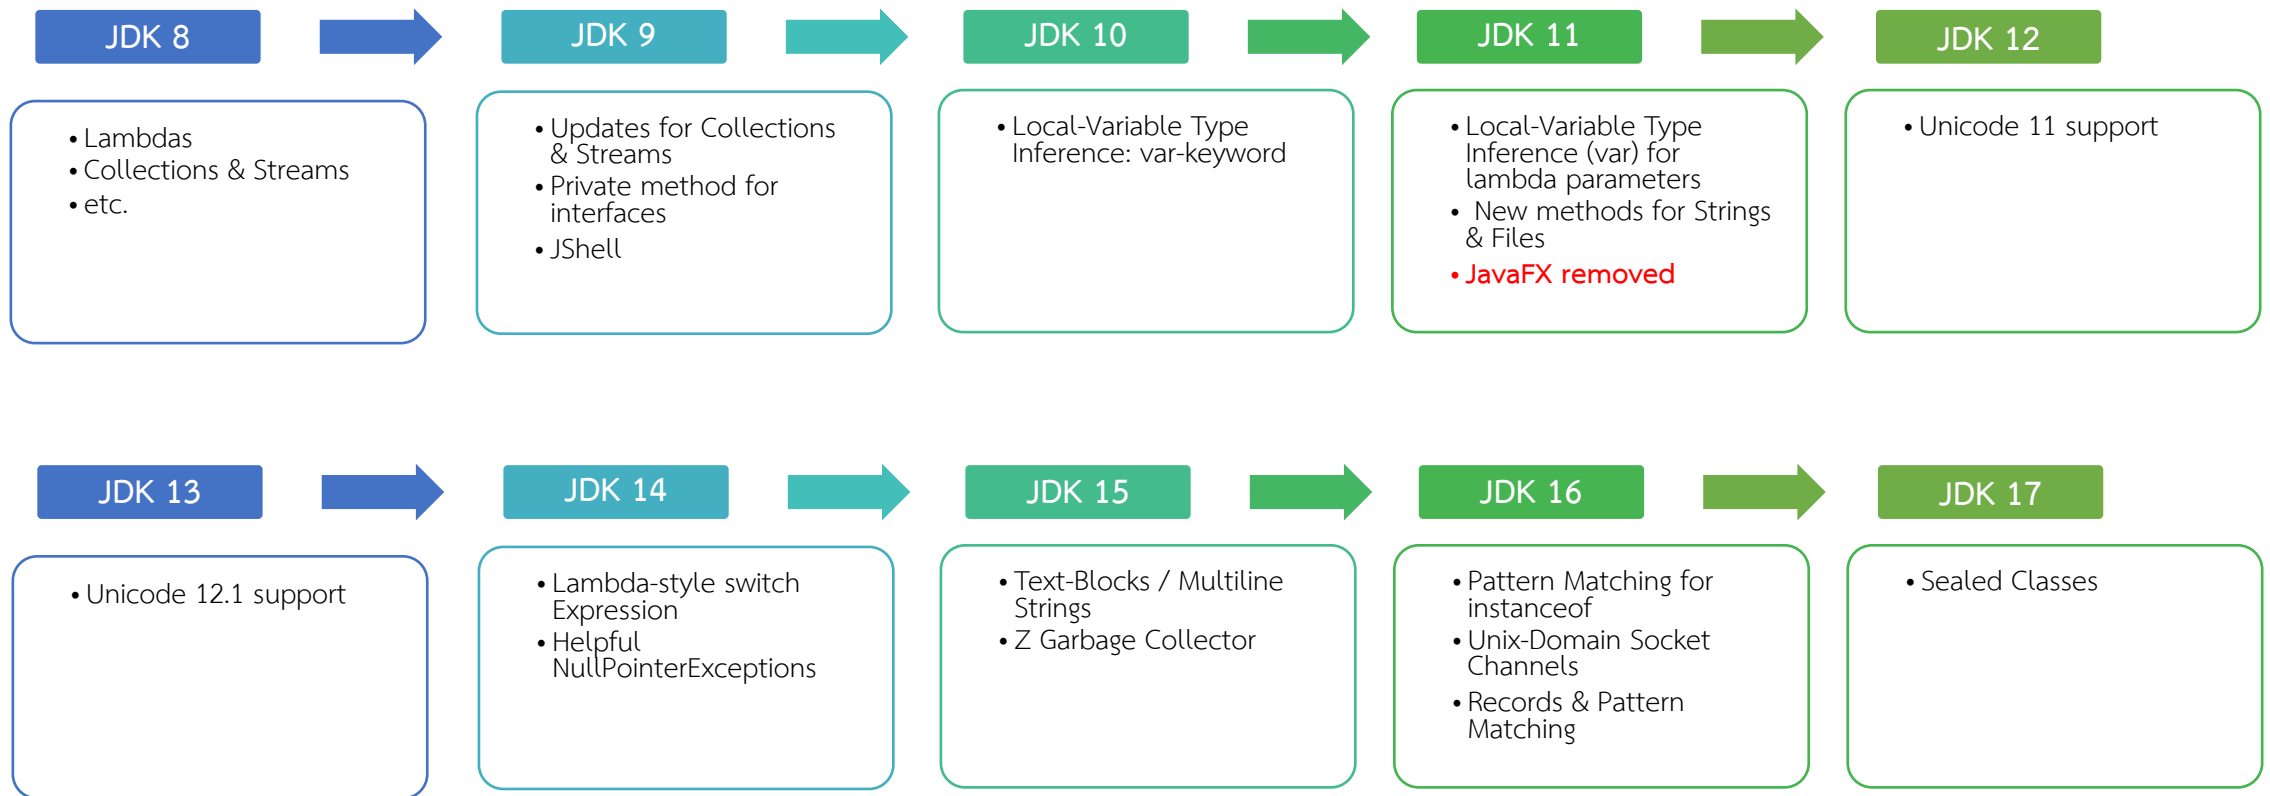 JDK 8
JDK 9
JDK 10
JDK 11
JDK 12
• Lambdas
• Collections & Streams
• etc.
• Updates for Collections
& Streams
• Private method for
interfaces
• JShell
• Local-Variable Type
Inference: var-keyword
• Local-Variable Type
Inference (var) for
lambda parameters
• New methods for Strings
& Files
• JavaFX removed
• Unicode 11 support
JDK 13
JDK 14
JDK 15
JDK 16
JDK 17
• Unicode 12.1 support
• Lambda-style switch
Expression
• Helpful
NullPointerExceptions
• Text-Blocks / Multiline
Strings
• Z Garbage Collector
• Pattern Matching for
instanceof
• Unix-Domain Socket
Channels
• Records & Pattern
Matching
• Sealed Classes